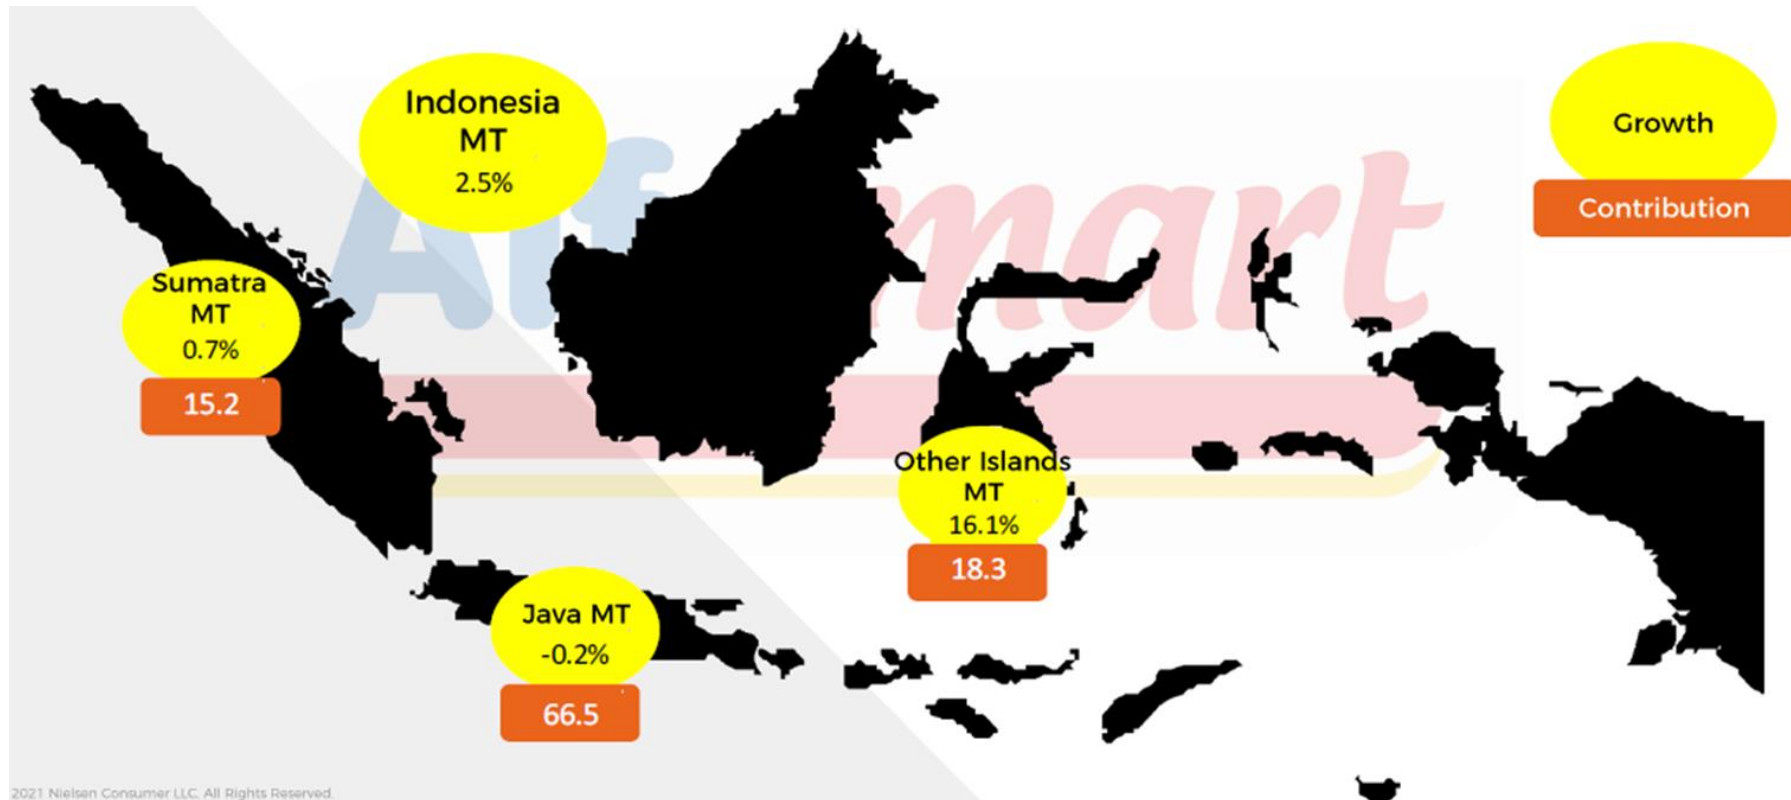 Indonesia
MT
2.5%
Growth
Contribution
Alfamart
Sumatra
MT
0.7%
15.2
Other Islands
MT
16.1%
18.3
Java MT
-0.2%
66.5
2021 Nielsen Consumer LLC. All Rights Reserved.